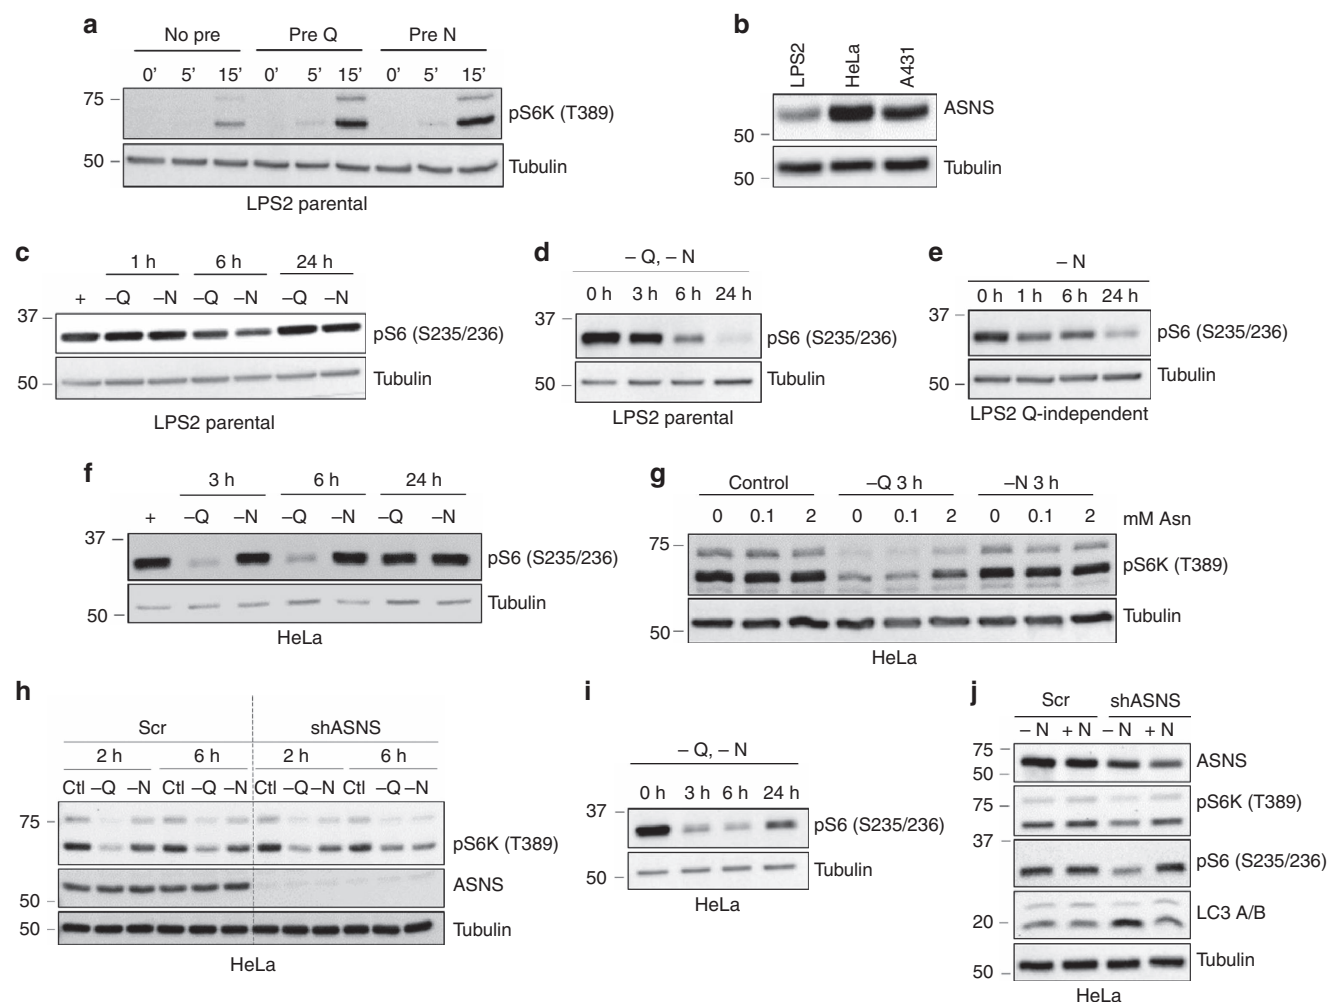 a
No pre Pre Q Pre N
0’ 5’ 15’ 0’ 5’ 15’ 0’ 5’ 15’
75
pS6K (T389)
50
Tubulin
LPS2 parental
b
LPS2 HeLa A431
ASNS
50
Tubulin
50
c
1 h 6 h 24 h
+ –Q –N –Q –N –Q –N
37
pS6 (S235/236)
50
Tubulin
LPS2 parental
d
– Q, – N
0 h 3 h 6 h 24 h
37
pS6 (S235/236)
50
Tubulin
LPS2 parental
e
– N
0 h 1 h 6 h 24 h
37
pS6 (S235/236)
50
Tubulin
LPS2 Q-independent
f
3 h 6 h 24 h
+ –Q –N –Q –N –Q –N
37
pS6 (S235/236)
Tubulin
50
HeLa
g
Control –Q 3 h –N 3 h
0 0.1 2 0 0.1 2 0 0.1 2 mM Asn
75
pS6K (T389)
Tubulin
50
HeLa
h
Scr shASNS
2 h 6 h 2 h 6 h
Ctl –Q –N Ctl –Q –N Ctl –Q –N Ctl –Q –N
75
pS6K (T389)
ASNS
50
50
Tubulin
HeLa
i
– Q, – N
0 h 3 h 6 h 24 h
37
pS6 (S235/236)
50
Tubulin
HeLa
j
Scr shASNS
– N + N – N + N
75
ASNS
50
75
pS6K (T389)
37
pS6 (S235/236)
LC3 A/B
20
Tubulin
50
HeLa